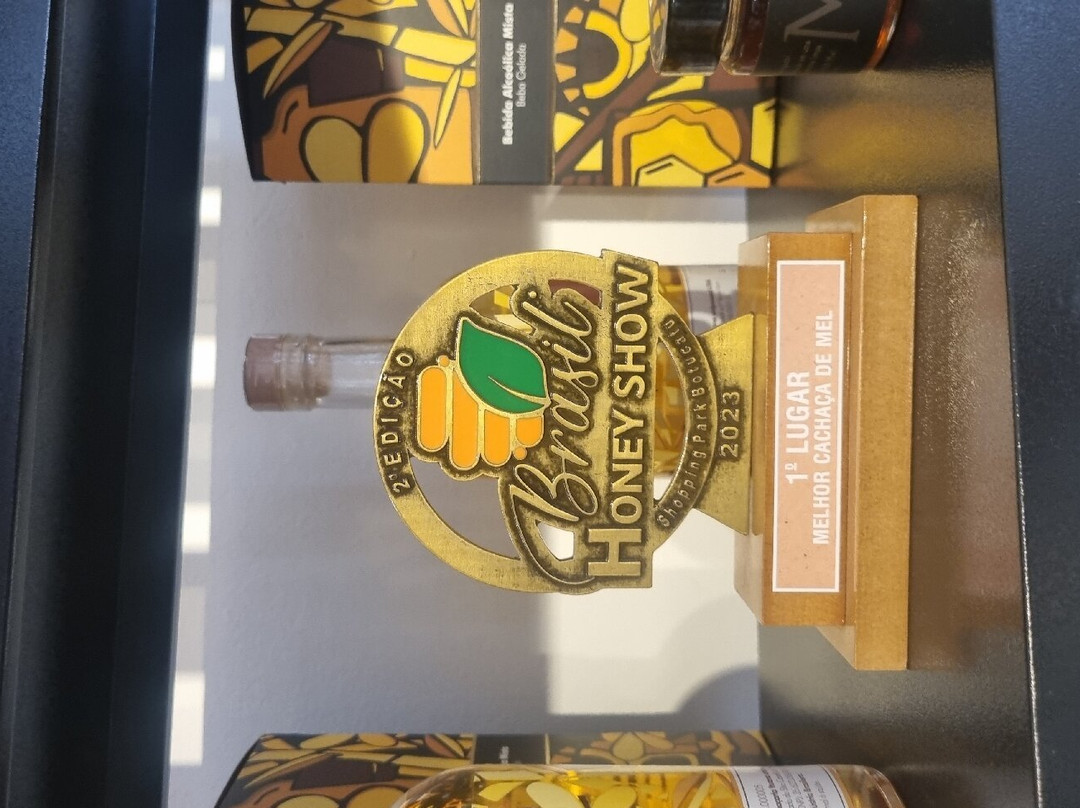 2ª EDIÇÃO
Brasil
HONEY SHOW
Shopping Park Botucatu
2023
1º LUGAR
MELHOR CACHAÇA DE MEL
Bebida Alcoólica Mista
Beba Gelada
M